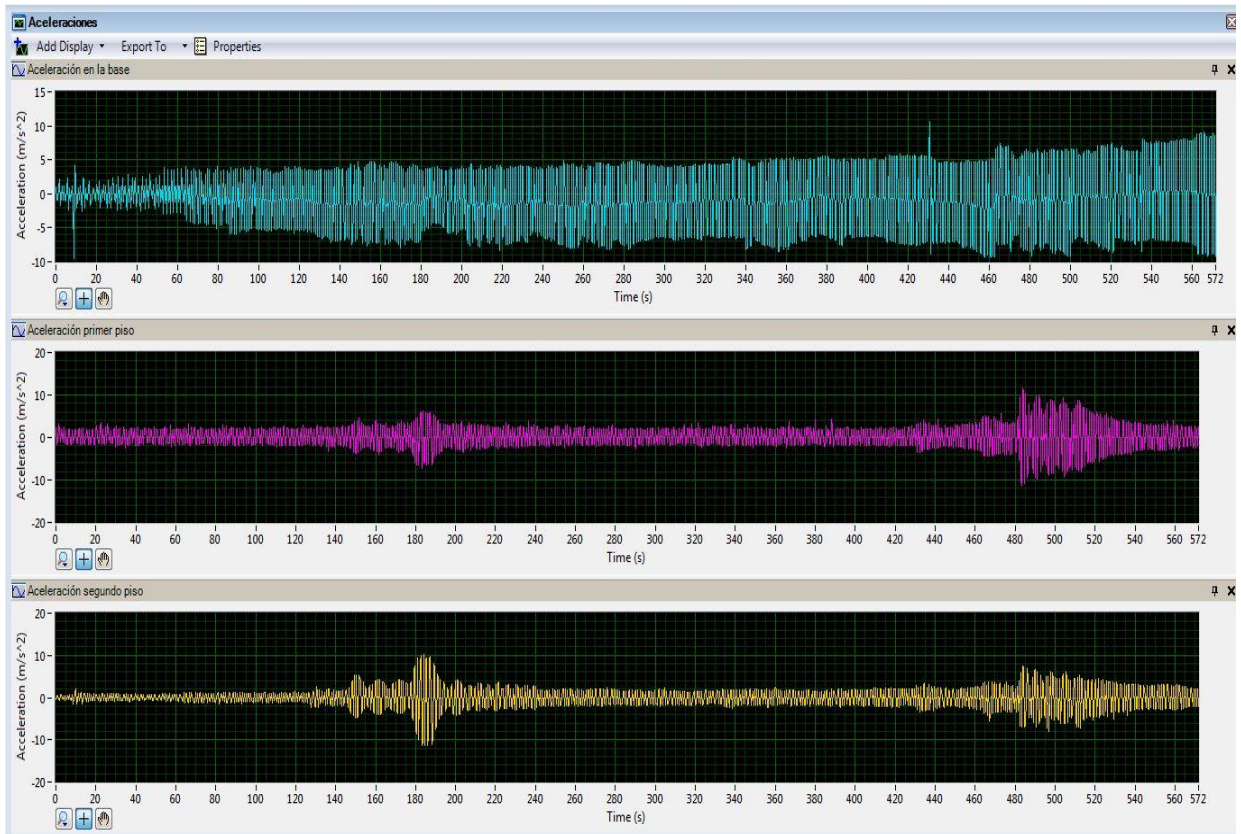 Aceleraciones
Add Display Export To Properties
Aceleración en la base
15
10
5
0
-5
-10
Acceleration (m/s^2)
0 20 40 60 80 100 120 140 160 180 200 220 240 260 280 300 320 340 360 380 400 420 440 460 480 500 520 540 560 572
Time (s)
Aceleración primer piso
20
10
0
-10
-20
Acceleration (m/s^2)
0 20 40 60 80 100 120 140 160 180 200 220 240 260 280 300 320 340 360 380 400 420 440 460 480 500 520 540 560 572
Time (s)
Aceleración segundo piso
20
10
0
-10
-20
Acceleration (m/s^2)
0 20 40 60 80 100 120 140 160 180 200 220 240 260 280 300 320 340 360 380 400 420 440 460 480 500 520 540 560 572
Time (s)